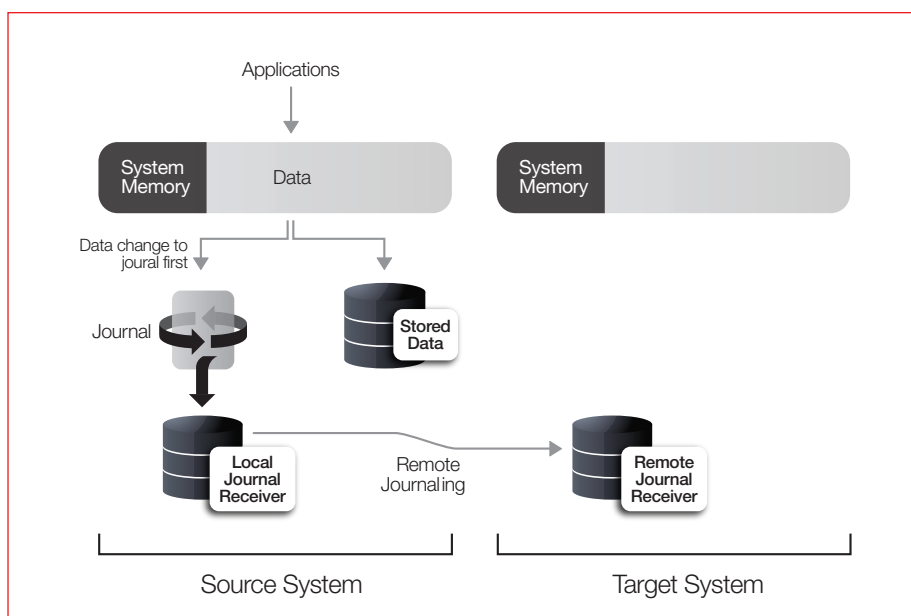 Applications
System
Memory
Data
System
Memory
Data change to
joural first
Journal
Stored
Data
Local
Journal
Receiver
Remote
Journaling
Remote
Journal
Receiver
Source System
Target System